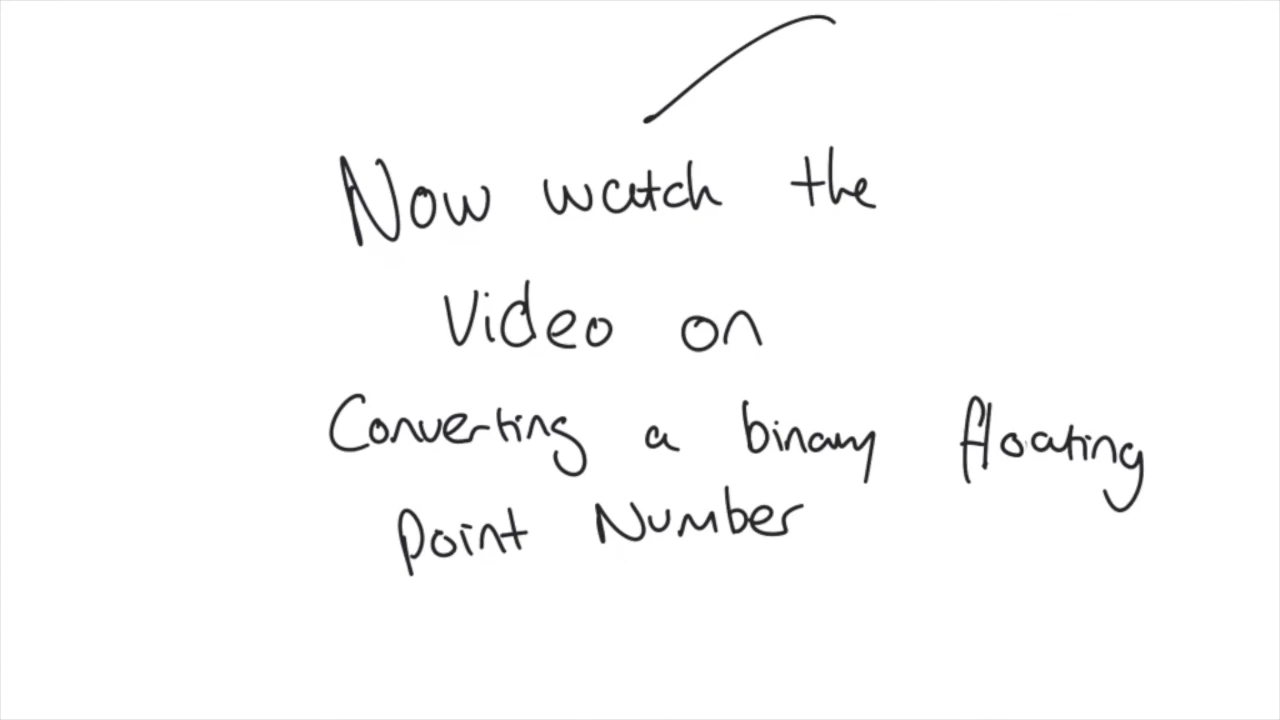 Now watch the
Video on
Converting a binary floating
Point Number